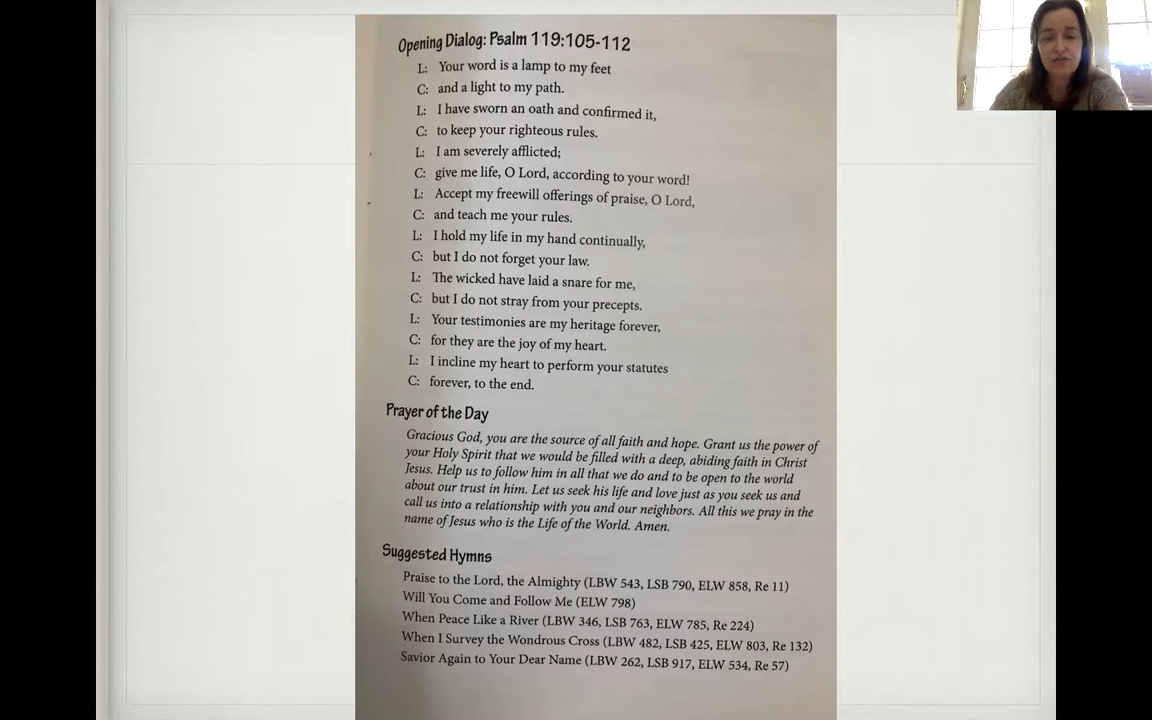 Opening Dialog: Psalm 119:105-112
L: Your word is a lamp to my feet
C: and a light to my path.
L: I have sworn an oath and confirmed it,
C: to keep your righteous rules.
L: I am severely afflicted;
C: give me life, O Lord, according to your word!
L: Accept my freewill offerings of praise, O Lord,
C: and teach me your rules.
L: I hold my life in my hand continually,
C: but I do not forget your law.
L: The wicked have laid a snare for me,
C: but I do not stray from your precepts.
L: Your testimonies are my heritage forever,
C: for they are the joy of my heart.
L: I incline my heart to perform your statutes
C: forever, to the end.
Prayer of the Day
Gracious God, you are the source of all faith and hope. Grant us the power of
your Holy Spirit that we would be filled with a deep, abiding faith in Christ
Jesus. Help us to follow him in all that we do and to be open to the world
about our trust in him. Let us seek his life and love just as you seek us and
call us into a relationship with you and our neighbors. All this we pray in the
name of Jesus who is the Life of the World. Amen.
Suggested Hymns
Praise to the Lord, the Almighty (LBW 543, LSB 790, ELW 858, Re 11)
Will You Come and Follow Me (ELW 798)
When Peace Like a River (LBW 346, LSB 763, ELW 785, Re 224)
When I Survey the Wondrous Cross (LBW 482, LSB 425, ELW 803, Re 132)
Savior Again to Your Dear Name (LBW 262, LSB 917, ELW 534, Re 57)